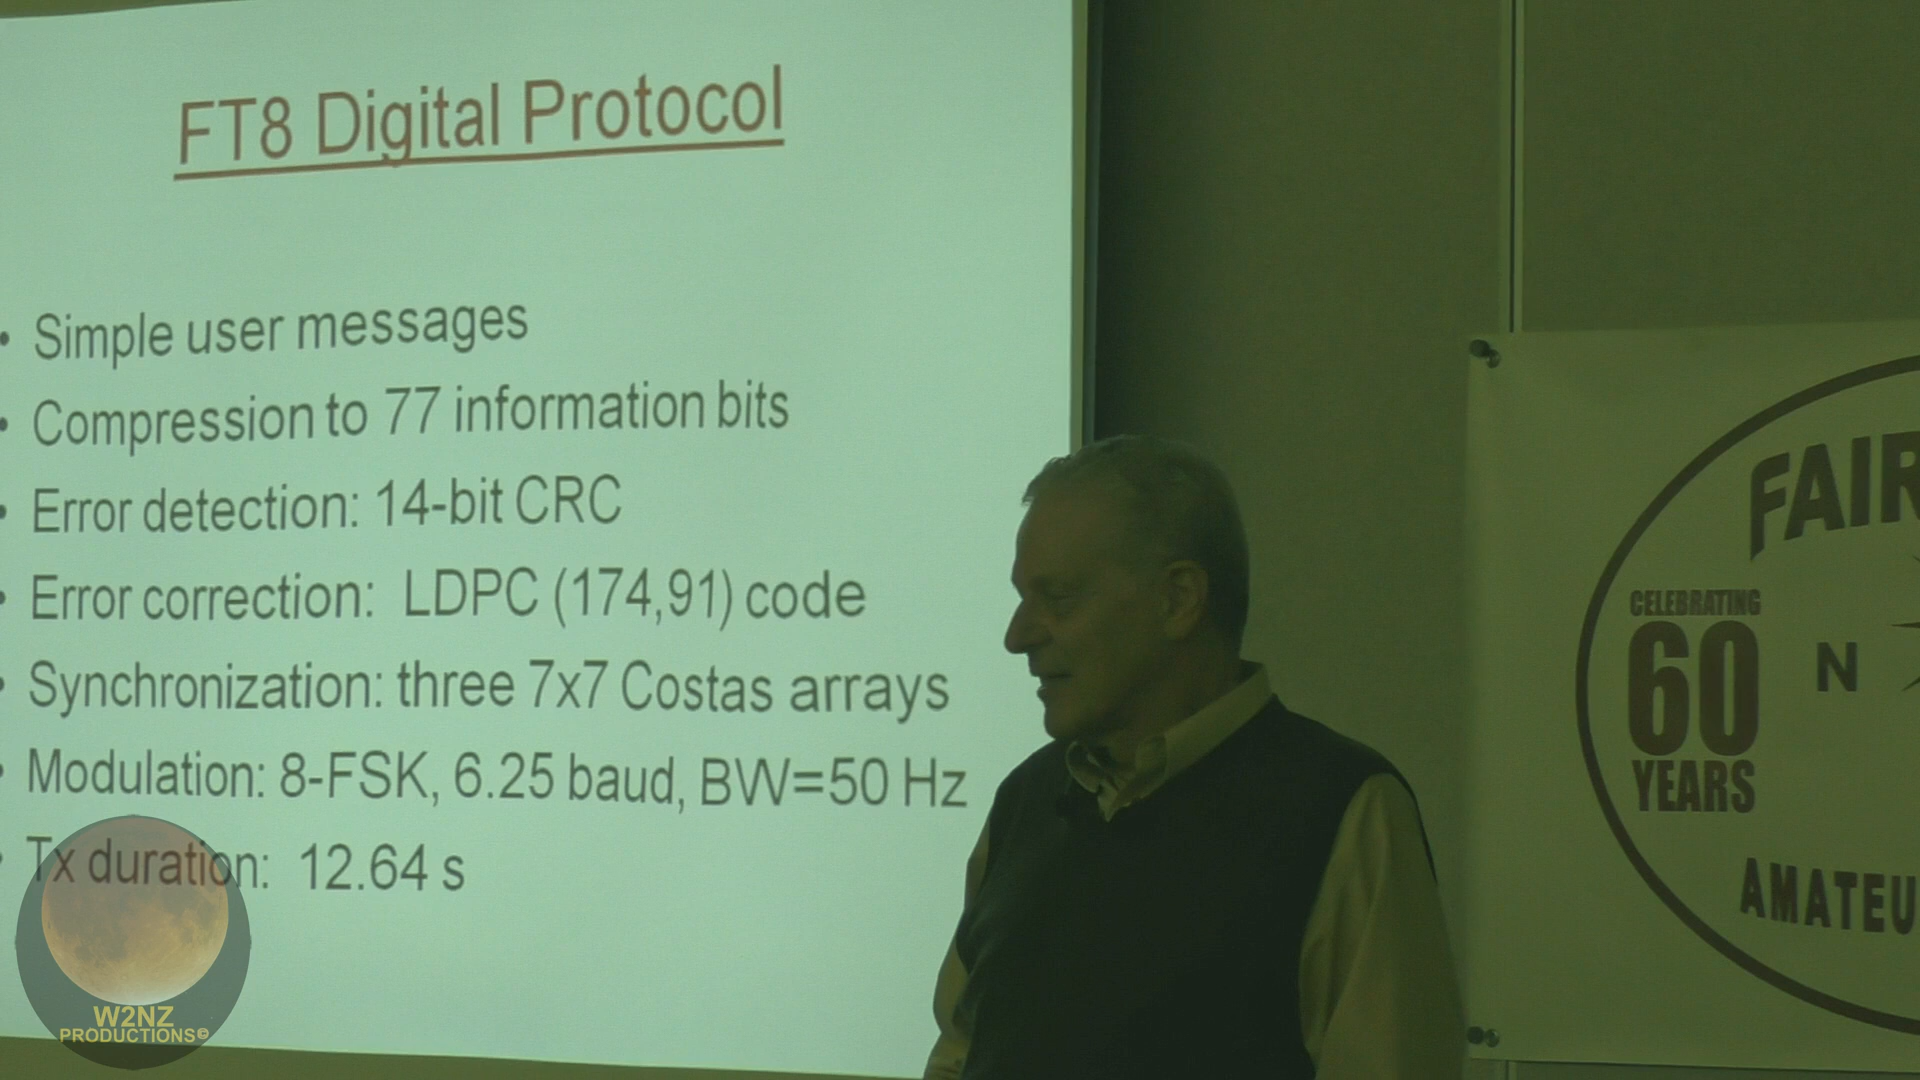 FT8 Digital Protocol
• Simple user messages
• Compression to 77 information bits
• Error detection: 14-bit CRC
• Error correction: LDPC (174,91) code
• Synchronization: three 7x7 Costas arrays
• Modulation: 8-FSK, 6.25 baud, BW=50 Hz
• Tx duration: 12.64 s
W2NZ
PRODUCTIONS©
FAIR
CELEBRATING
60
YEARS
N
AMATEU